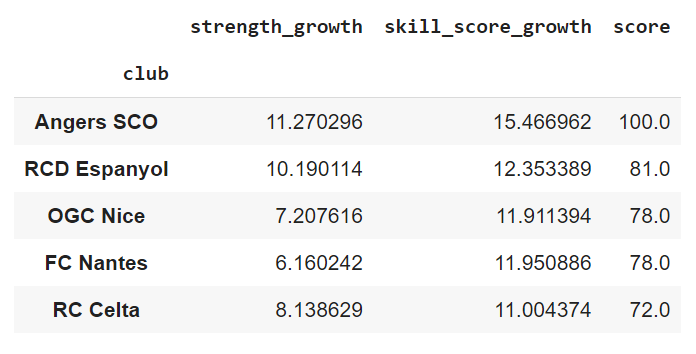 strength_growth skill_score_growth score
club
Angers SCO 11.270296 15.466962 100.0
RCD Espanyol 10.190114 12.353389 81.0
OGC Nice 7.207616 11.911394 78.0
FC Nantes 6.160242 11.950886 78.0
RC Celta 8.138629 11.004374 72.0